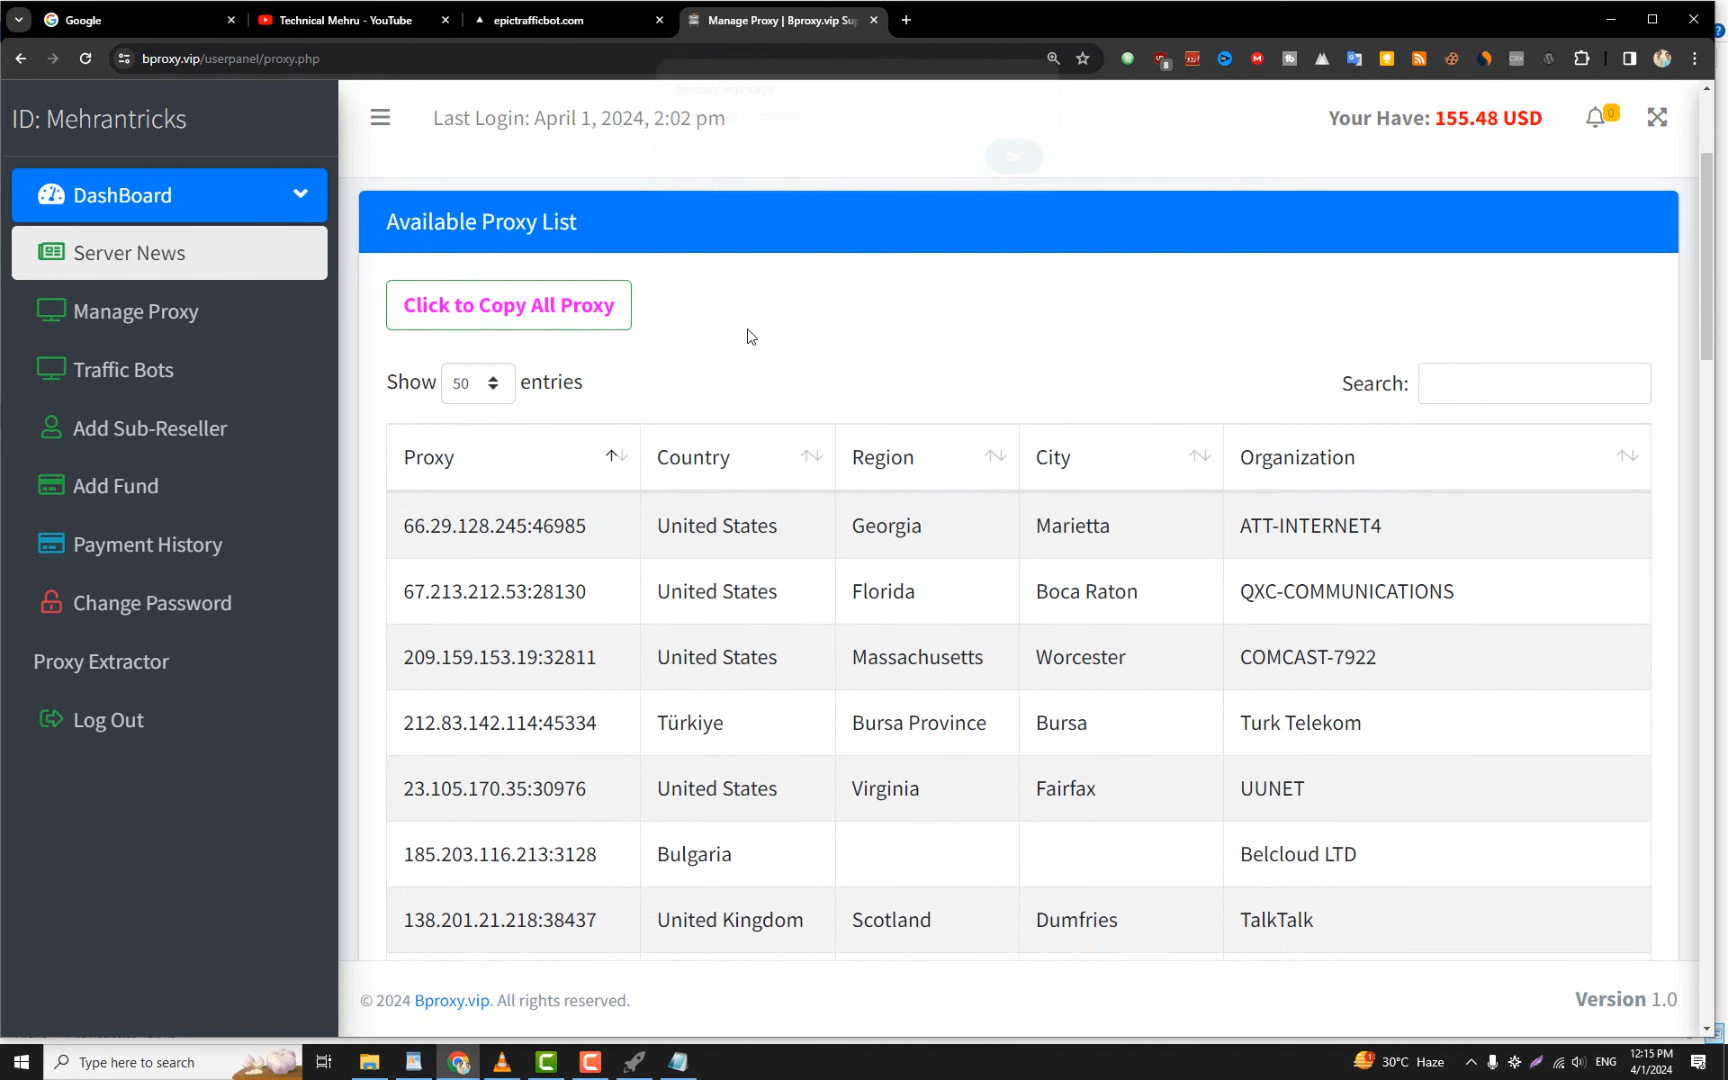 Google
Technical Mehru - YouTube
epictrafficbot.com
Manage Proxy | Bproxy.vip Sup
bproxy.vip/userpanel/proxy.php
ID: Mehrantricks
Last Login: April 1, 2024, 2:02 pm
Your Have: 155.48 USD
0
DashBoard
Server News
Manage Proxy
Traffic Bots
Add Sub-Reseller
Add Fund
Payment History
Change Password
Proxy Extractor
Log Out
Available Proxy List
Click to Copy All Proxy
Show 50 entries
Search:
Proxy Country Region City Organization
66.29.128.245:46985 United States Georgia Marietta ATT-INTERNET4
67.213.212.53:28130 United States Florida Boca Raton QXC-COMMUNICATIONS
209.159.153.19:32811 United States Massachusetts Worcester COMCAST-7922
212.83.142.114:45334 Türkiye Bursa Province Bursa Turk Telekom
23.105.170.35:30976 United States Virginia Fairfax UUNET
185.203.116.213:3128 Bulgaria Belcloud LTD
138.201.21.218:38437 United Kingdom Scotland Dumfries TalkTalk
© 2024 Bproxy.vip. All rights reserved.
Version 1.0
Type here to search
30°C Haze
ENG
12:15 PM
4/1/2024